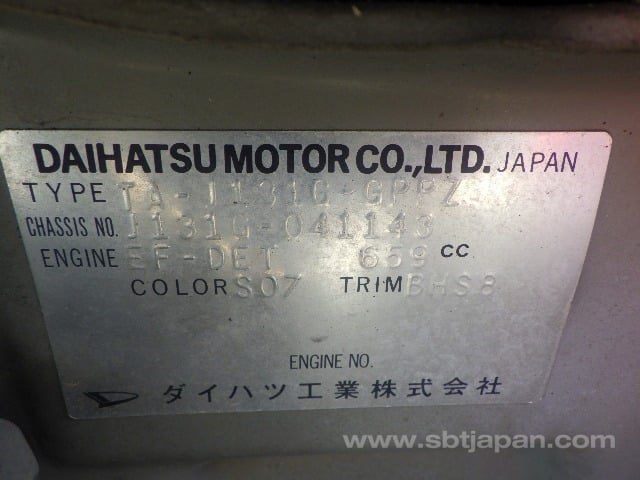 DAIHATSU MOTOR CO.,LTD. JAPAN
TYPE TA-J131G-GPPZ
CHASSIS NO. J131G-041143
ENGINE EF-DET 659 CC
COLOR S07 TRIM BHS8
ENGINE NO.
ダイハツ工業株式会社
www.sbtjapan.com